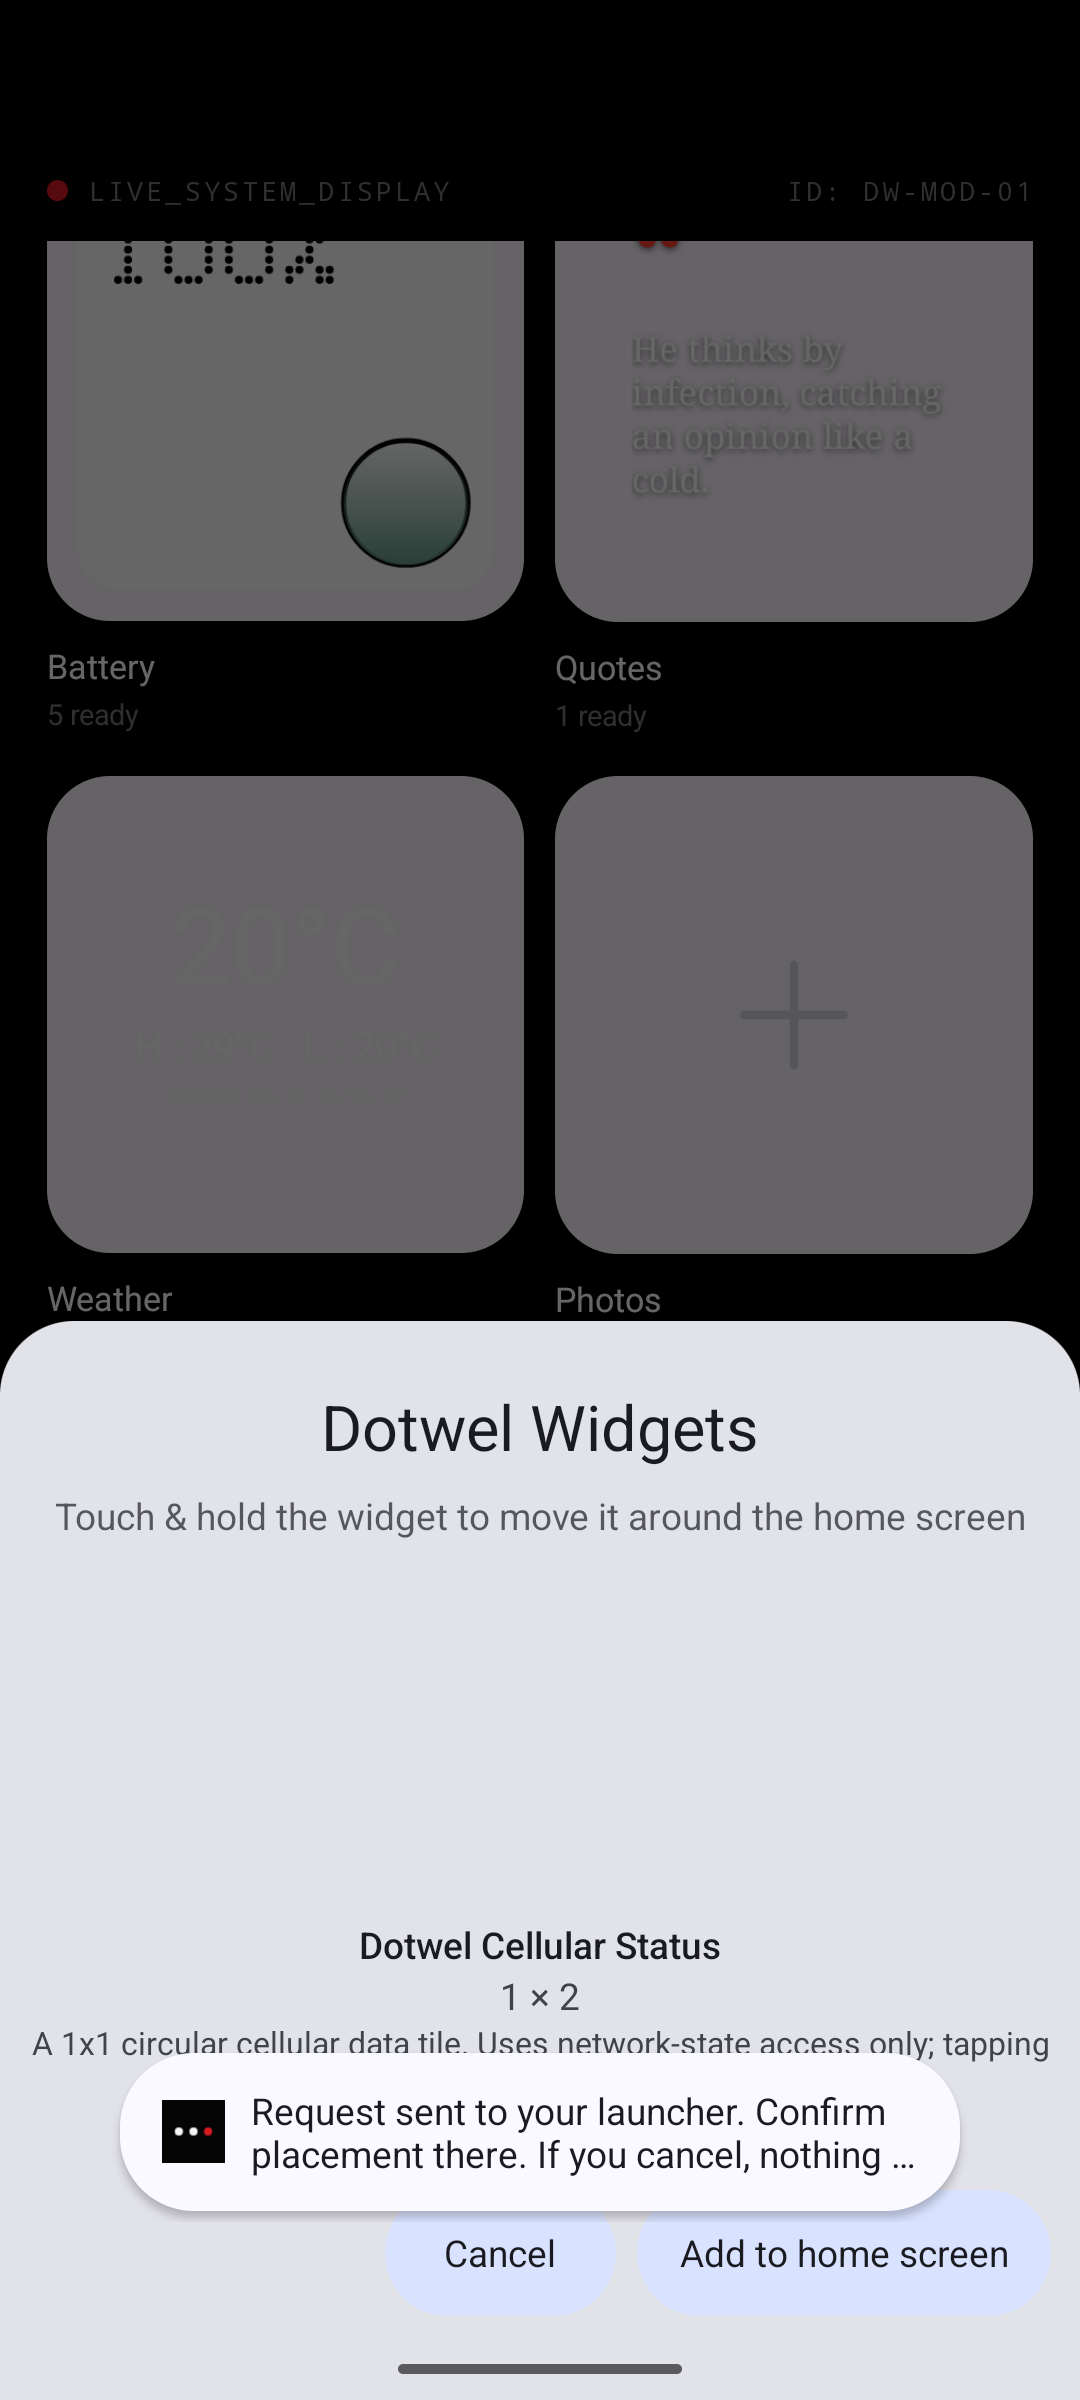 LIVE_SYSTEM_DISPLAY
ID: DW-MOD-01
100%
He thinks by
infection, catching
an opinion like a
cold.
Battery
5 ready
Quotes
1 ready
20°C
H : 29°C L : 20°C
Weather
Photos
Dotwel Widgets
Touch & hold the widget to move it around the home screen
Dotwel Cellular Status
1 × 2
A 1x1 circular cellular data tile. Uses network-state access only; tapping
Request sent to your launcher. Confirm
placement there. If you cancel, nothing ...
Cancel
Add to home screen